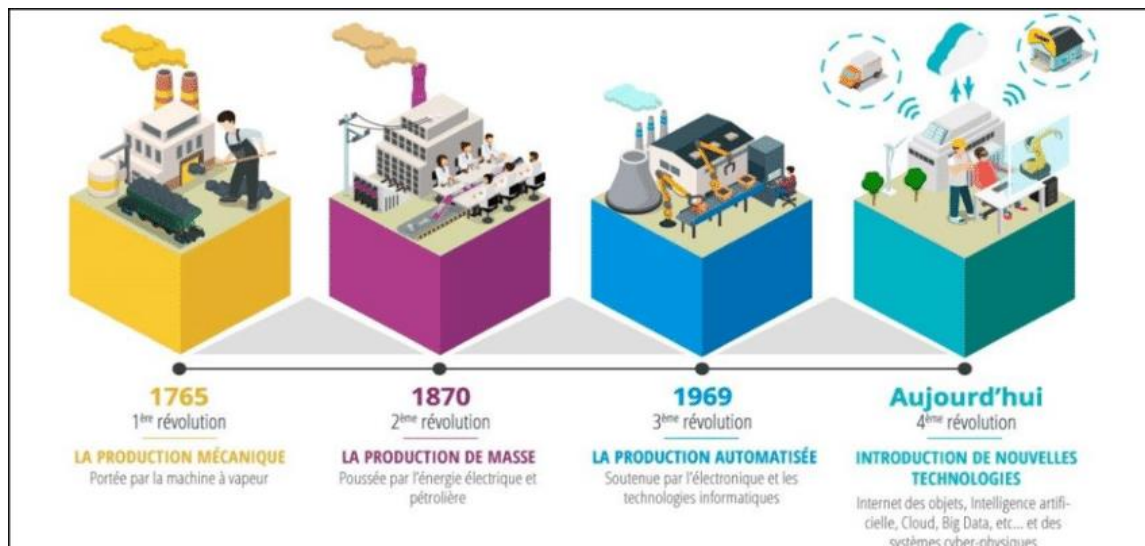 1765
1ère révolution
LA PRODUCTION MÉCANIQUE
Portée par la machine à vapeur
1870
2ème révolution
LA PRODUCTION DE MASSE
Poussée par l'énergie électrique et
pétrolière
1969
3ème révolution
LA PRODUCTION AUTOMATISÉE
Soutenue par l'électronique et les
technologies informatiques
Aujourd'hui
4ème révolution
INTRODUCTION DE NOUVELLES
TECHNOLOGIES
Internet des objets, Intelligence artifi-
cielle, Cloud, Big Data, etc... et des
systèmes cyber-physiques